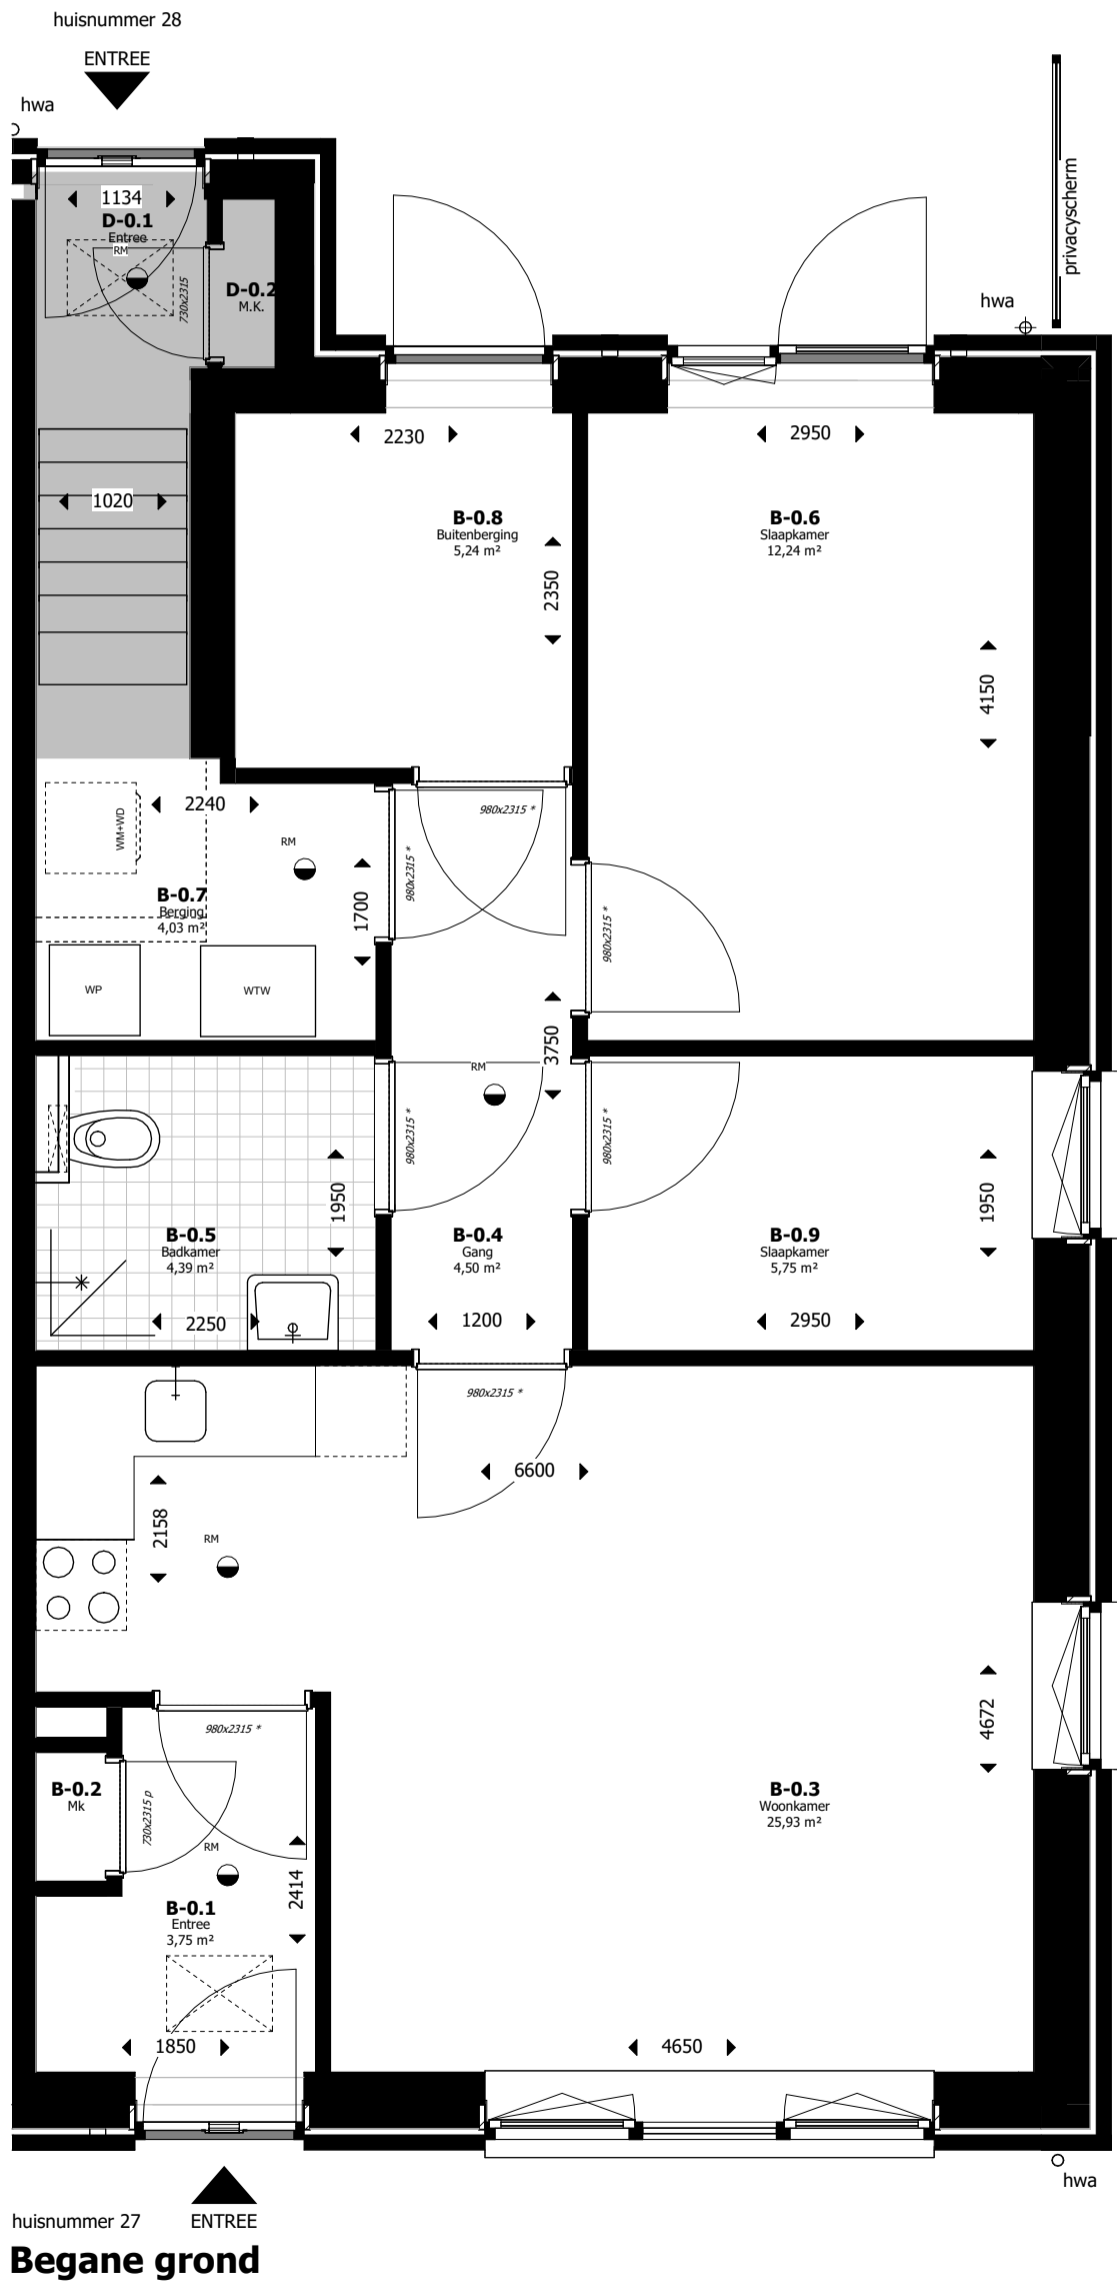 huisnummer 28
ENTREE
hwa
1134
D-0.1
Entree
RM
730x2315
D-0.2
M.K.
privacyscherm
hwa
2230
2950
1020
B-0.8
Buitenberging
5,24 m²
B-0.6
Slaapkamer
12,24 m²
2350
4150
2240
WM+WD
RM
980x2315 *
980x2315 *
B-0.7
Berging
4,03 m²
1700
980x2315 *
WP
WTW
3750
RM
980x2315 *
980x2315 *
1950
1950
B-0.5
Badkamer
4,39 m²
B-0.4
Gang
4,50 m²
B-0.9
Slaapkamer
5,75 m²
2250
1200
2950
980x2315 *
6600
2158
RM
4672
980x2315 *
B-0.2
Mk
730x2315 p
B-0.3
Woonkamer
25,93 m²
RM
2414
B-0.1
Entree
3,75 m²
1850
4650
hwa
huisnummer 27
ENTREE
Begane grond